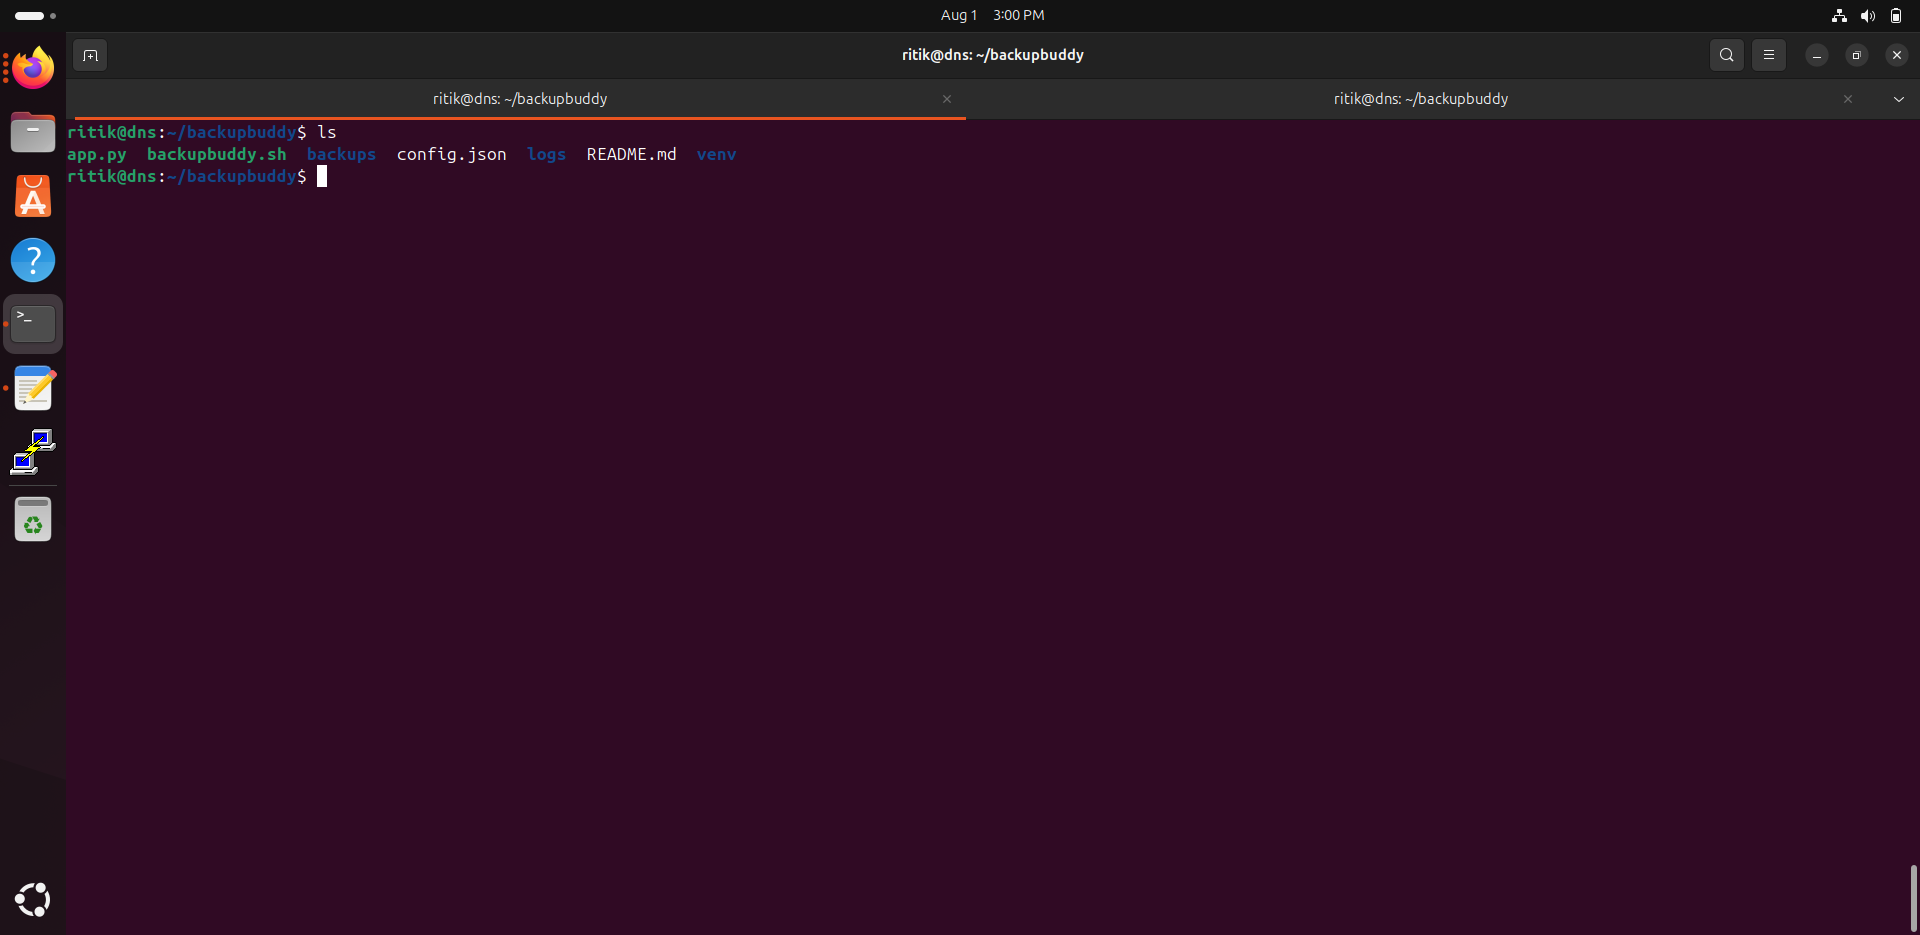 Aug 1 3:00 PM
ritik@dns: ~/backupbuddy
ritik@dns: ~/backupbuddy ritik@dns: ~/backupbuddy
ritik@dns:~/backupbuddy$ ls
app.py backupbuddy.sh backups config.json logs README.md venv
ritik@dns:~/backupbuddy$